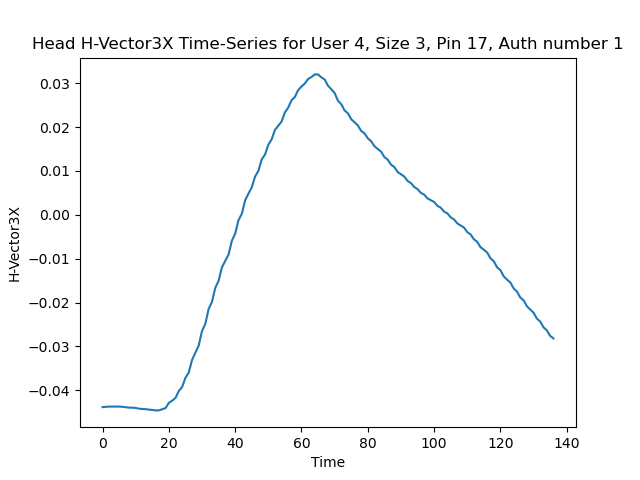 Head H-Vector3X Time-Series for User 4, Size 3, Pin 17, Auth number 1
0.03
0.02
0.01
0.00
−0.01
−0.02
−0.03
−0.04
H-Vector3X
0 20 40 60 80 100 120 140
Time